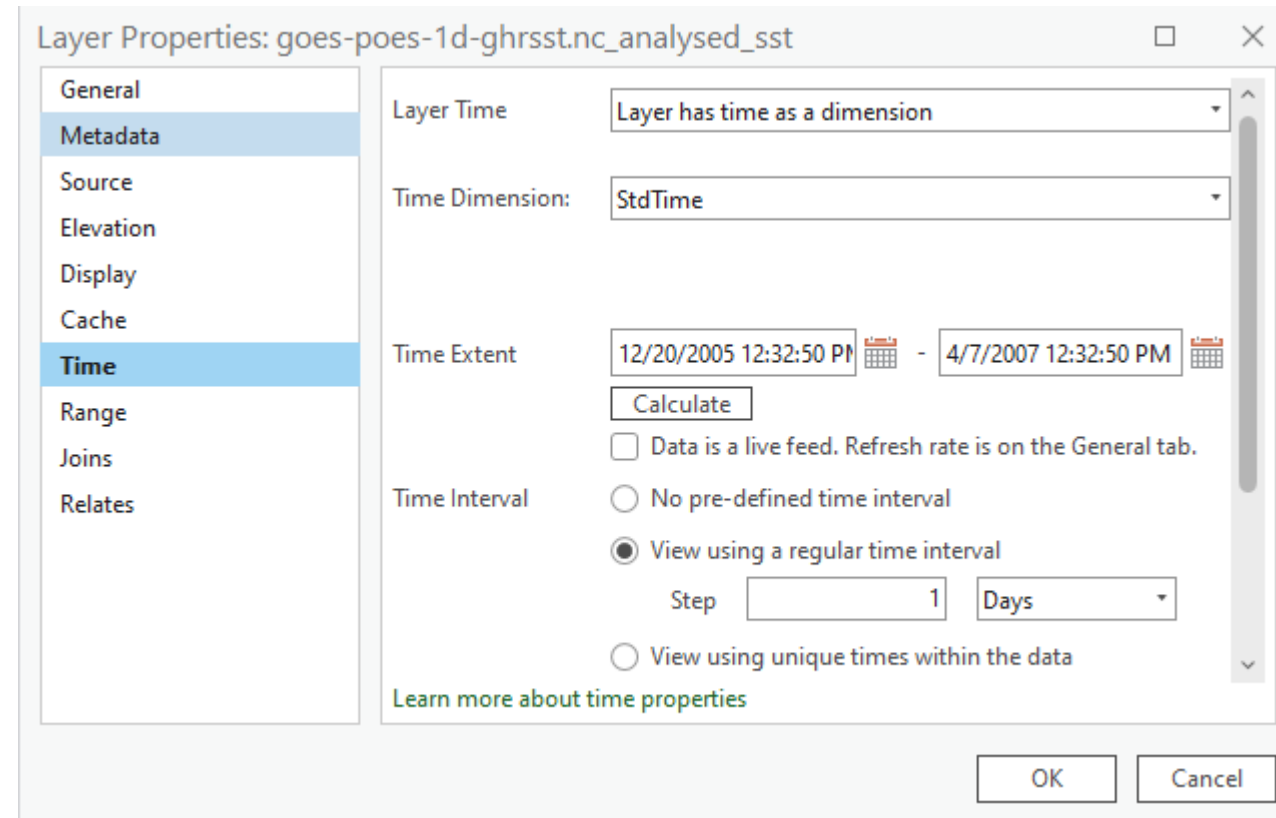 Layer Properties: goes-poes-1d-ghrsst.nc_analysed_sst
General
Metadata
Source
Elevation
Display
Cache
Time
Range
Joins
Relates
Layer Time Layer has time as a dimension
Time Dimension: StdTime
Time Extent 12/20/2005 12:32:50 PM - 4/7/2007 12:32:50 PM
Calculate
Data is a live feed. Refresh rate is on the General tab.
Time Interval No pre-defined time interval
View using a regular time interval
Step 1 Days
View using unique times within the data
Learn more about time properties
OK Cancel